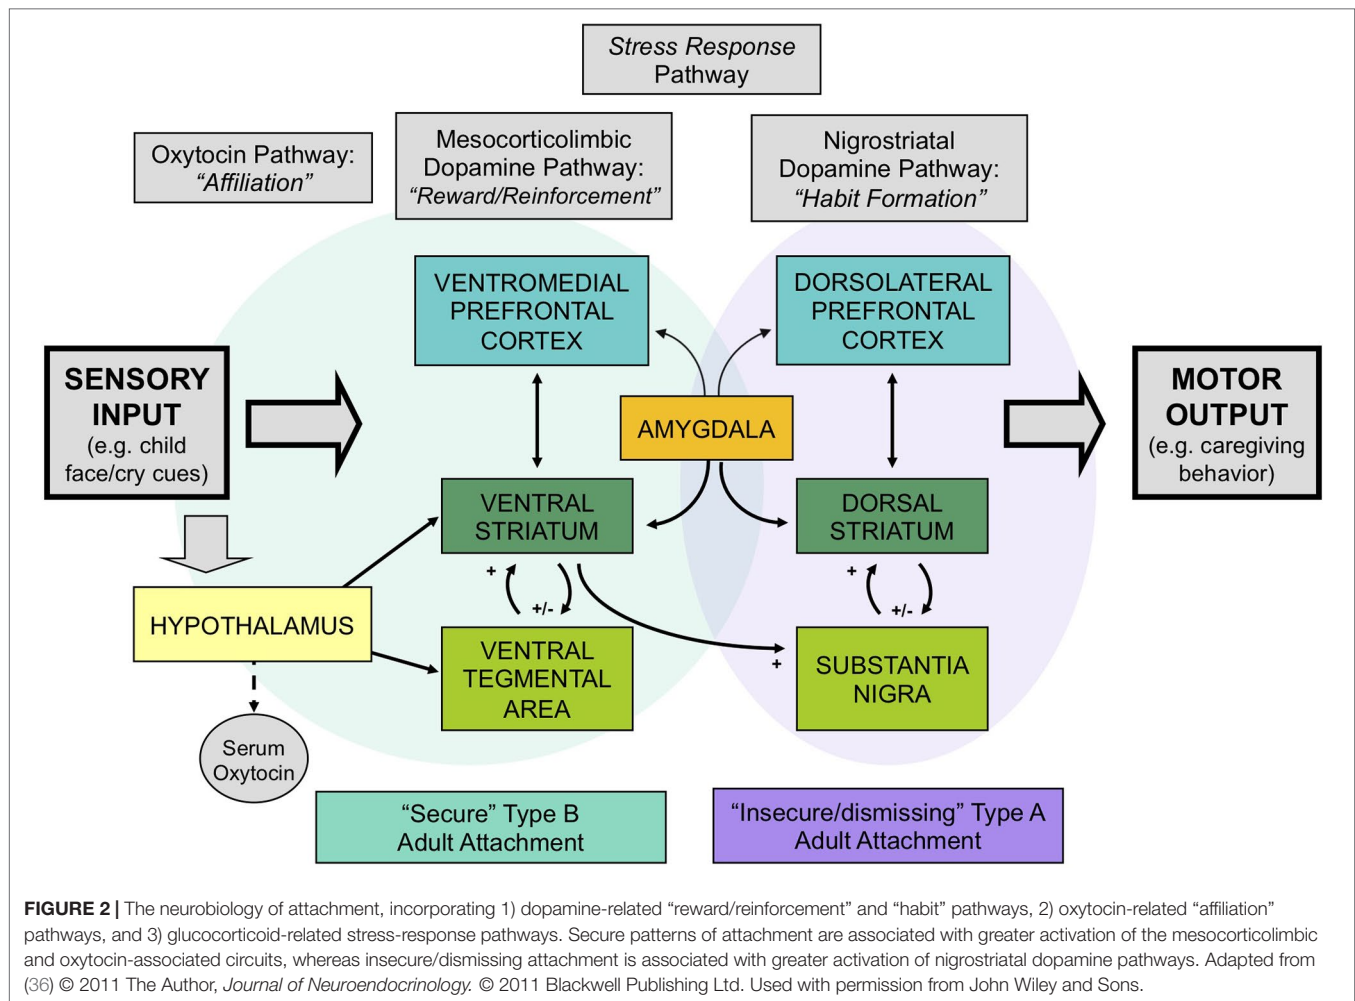 Stress Response
Pathway
Oxytocin Pathway:
“Affiliation”
Mesocorticolimbic
Dopamine Pathway:
“Reward/Reinforcement”
Nigrostriatal
Dopamine Pathway:
“Habit Formation”
VENTROMEDIAL
PREFRONTAL
CORTEX
DORSOLATERAL
PREFRONTAL
CORTEX
SENSORY
INPUT
(e.g. child
face/cry cues)
AMYGDALA
MOTOR
OUTPUT
(e.g. caregiving
behavior)
VENTRAL
STRIATUM
DORSAL
STRIATUM
+
+/-
+
+/-
HYPOTHALAMUS
VENTRAL
TEGMENTAL
AREA
+
SUBSTANTIA
NIGRA
Serum
Oxytocin
“Secure” Type B
Adult Attachment
“Insecure/dismissing” Type A
Adult Attachment
FIGURE 2 | The neurobiology of attachment, incorporating 1) dopamine-related “reward/reinforcement” and “habit” pathways, 2) oxytocin-related “affiliation”
pathways, and 3) glucocorticoid-related stress-response pathways. Secure patterns of attachment are associated with greater activation of the mesocorticolimbic
and oxytocin-associated circuits, whereas insecure/dismissing attachment is associated with greater activation of nigrostriatal dopamine pathways. Adapted from
(36) © 2011 The Author, Journal of Neuroendocrinology. © 2011 Blackwell Publishing Ltd. Used with permission from John Wiley and Sons.